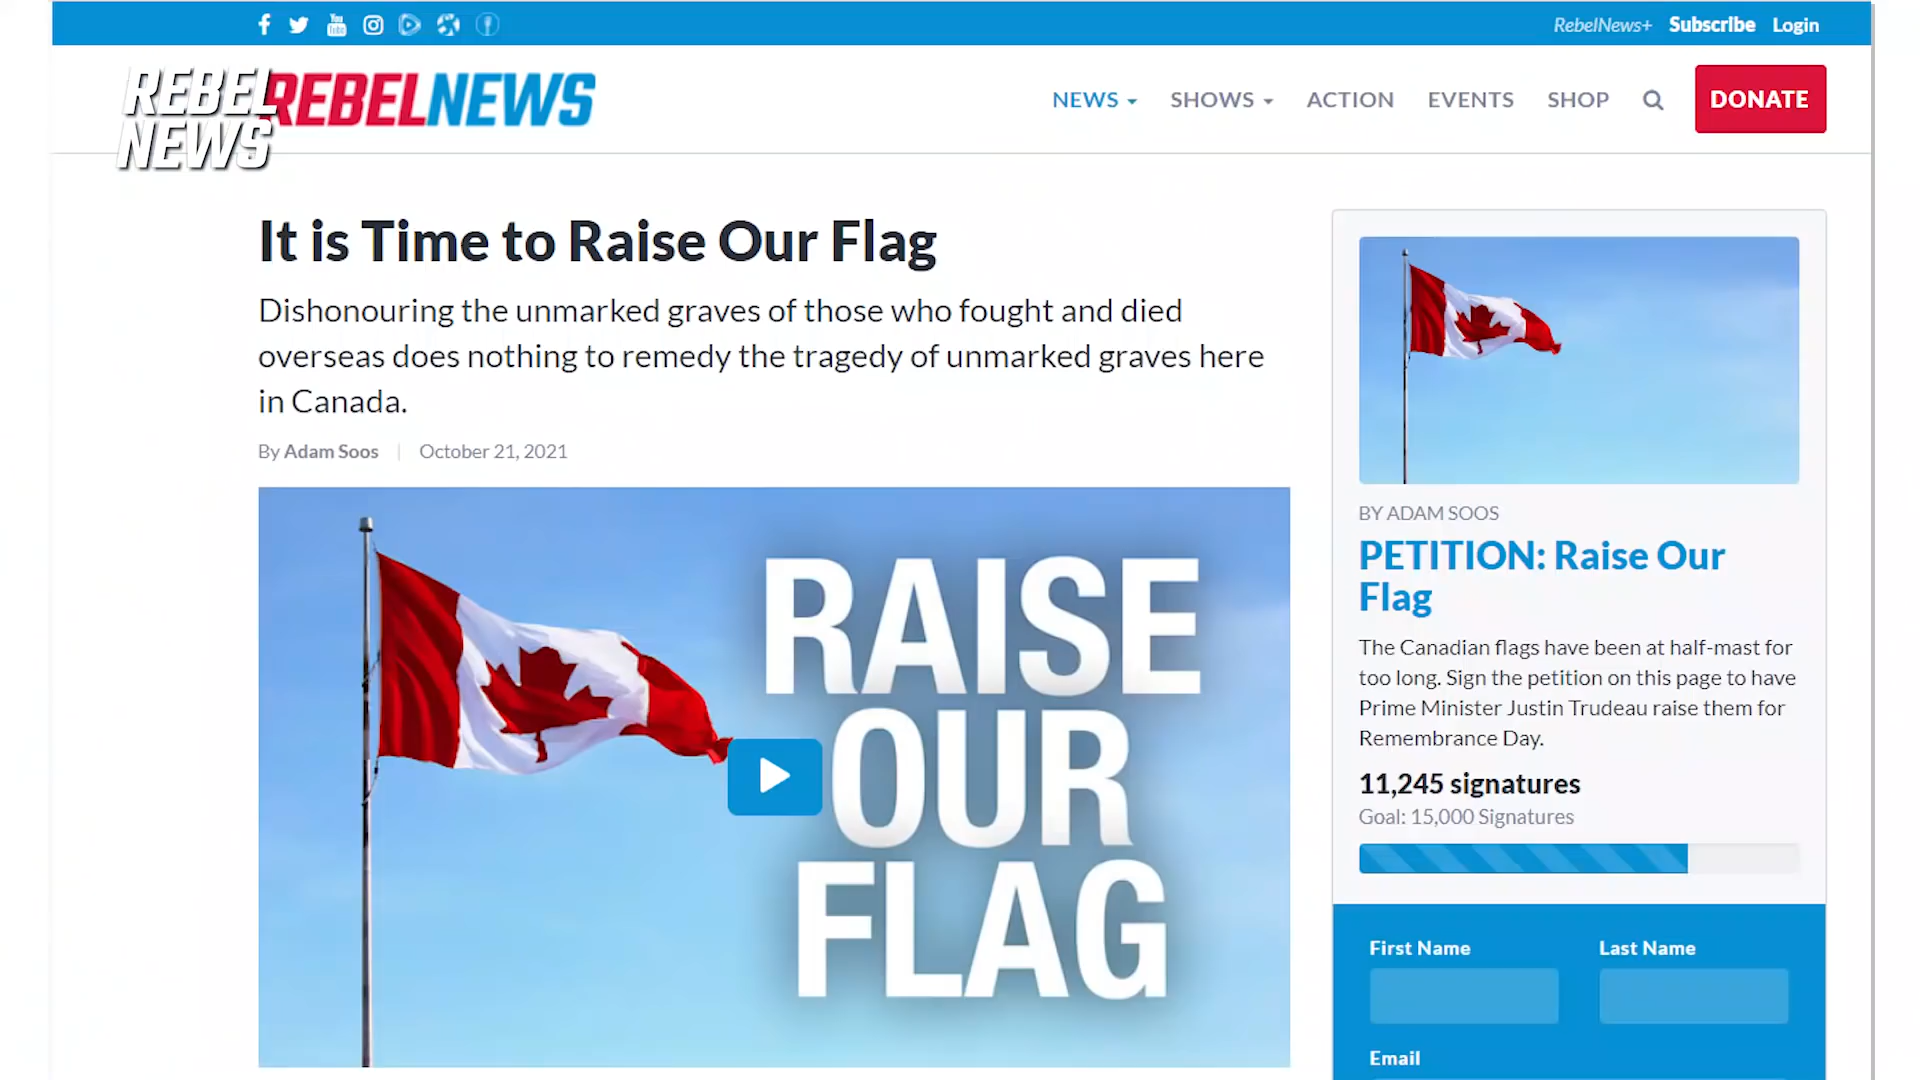 RebelNews+ Subscribe Login
REBEL
NEWS
REBELNEWS
NEWS SHOWS ACTION EVENTS SHOP DONATE
It is Time to Raise Our Flag
Dishonouring the unmarked graves of those who fought and died
overseas does nothing to remedy the tragedy of unmarked graves here
in Canada.
By Adam Soos | October 21, 2021
RAISE
OUR
FLAG
BY ADAM SOOS
PETITION: Raise Our
Flag
The Canadian flags have been at half-mast for
too long. Sign the petition on this page to have
Prime Minister Justin Trudeau raise them for
Remembrance Day.
11,245 signatures
Goal: 15,000 Signatures
First Name Last Name
Email